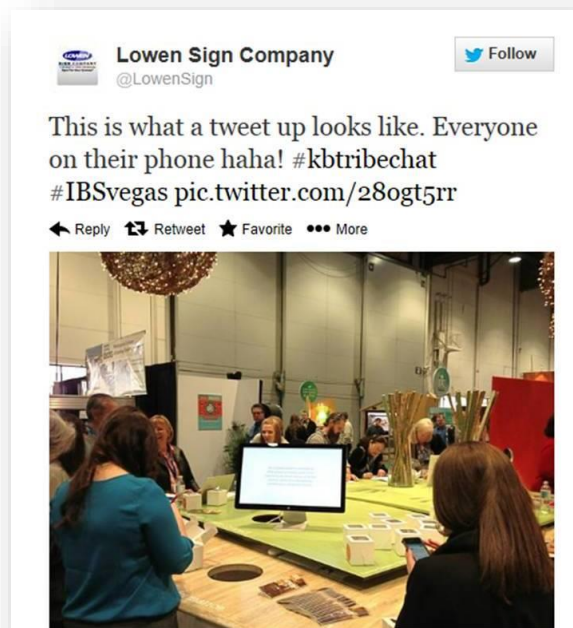 LOWEN
Lowen Sign Company
@LowenSign
Follow
This is what a tweet up looks like. Everyone
on their phone haha! #kbtribechat
#IBSvegas pic.twitter.com/28ogt5rr
Reply Retweet Favorite More